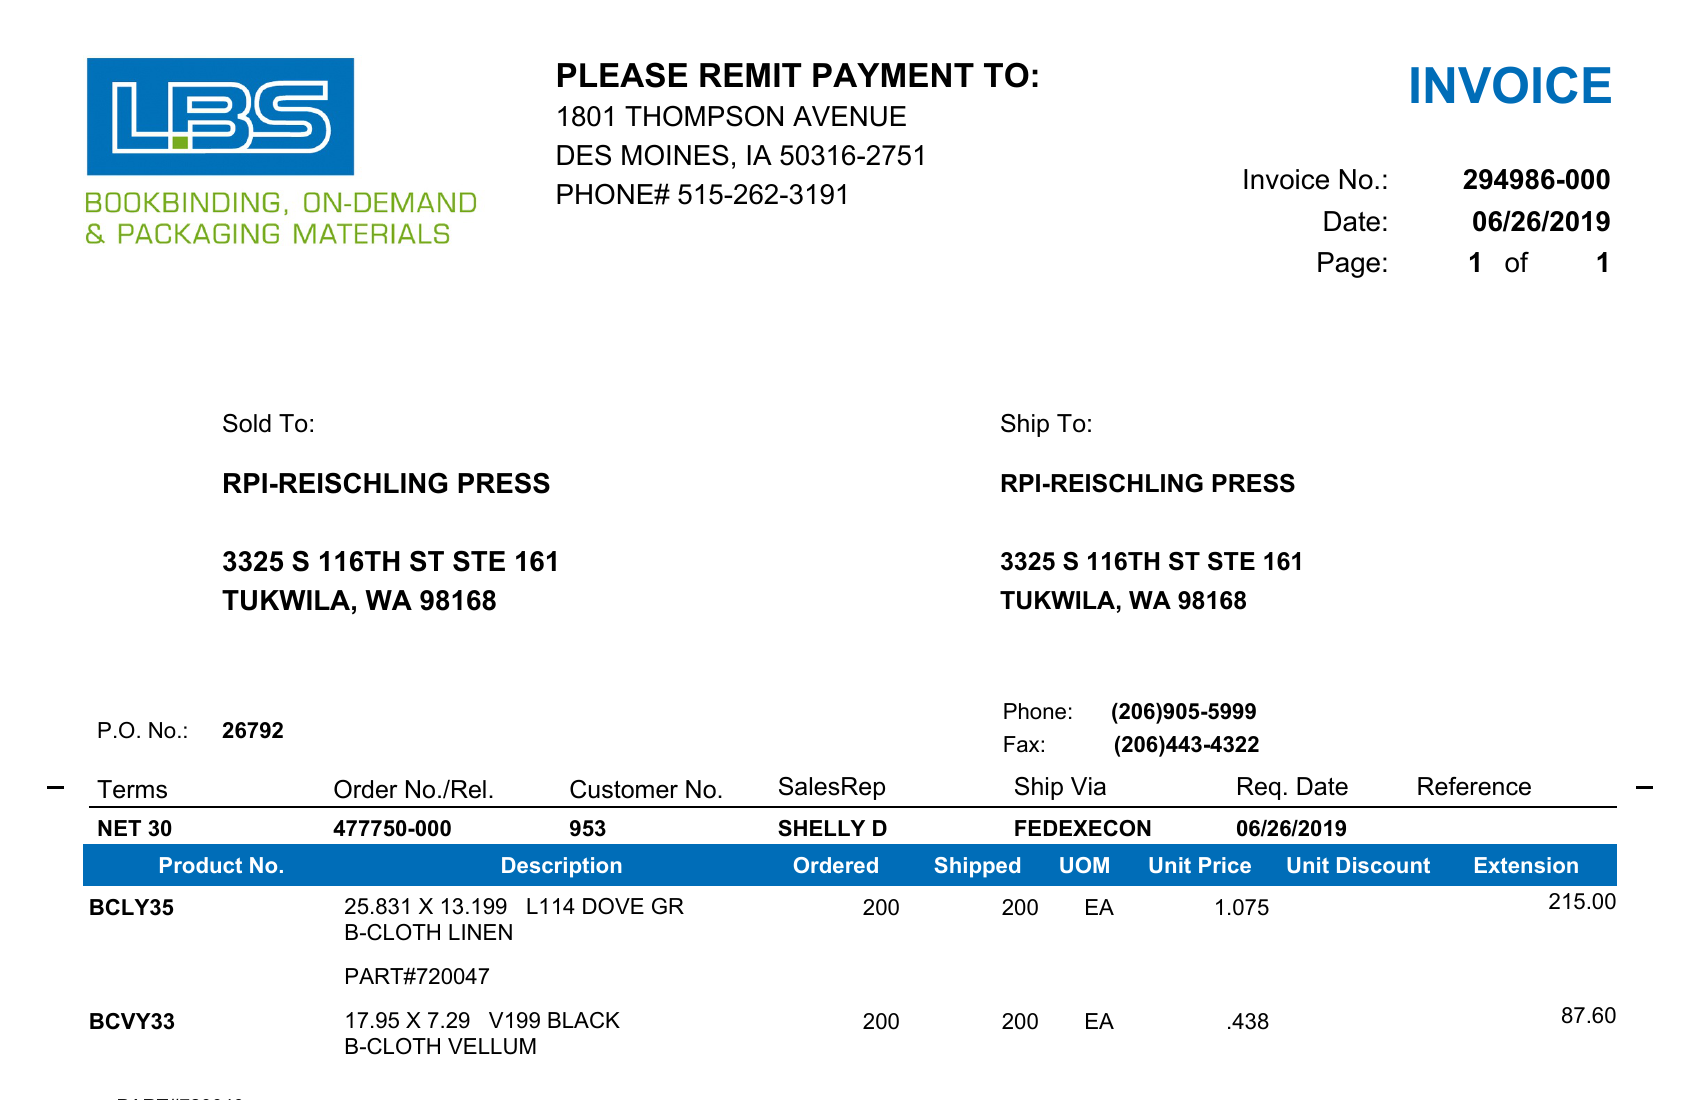 LBS
BOOKBINDING, ON-DEMAND
& PACKAGING MATERIALS
PLEASE REMIT PAYMENT TO:
1801 THOMPSON AVENUE
DES MOINES, IA 50316-2751
PHONE# 515-262-3191
INVOICE
Invoice No.: 294986-000
Date: 06/26/2019
Page: 1 of 1
Sold To:
RPI-REISCHLING PRESS
3325 S 116TH ST STE 161
TUKWILA, WA 98168
Ship To:
RPI-REISCHLING PRESS
3325 S 116TH ST STE 161
TUKWILA, WA 98168
P.O. No.: 26792
Phone: (206)905-5999
Fax: (206)443-4322
Terms Order No./Rel. Customer No. SalesRep Ship Via Req. Date Reference
NET 30 477750-000 953 SHELLY D FEDEXECON 06/26/2019
Product No. Description Ordered Shipped UOM Unit Price Unit Discount Extension
BCLY35 25.831 X 13.199 L114 DOVE GR 200 200 EA 1.075 215.00
B-CLOTH LINEN
PART#720047
BCVY33 17.95 X 7.29 V199 BLACK 200 200 EA .438 87.60
B-CLOTH VELLUM